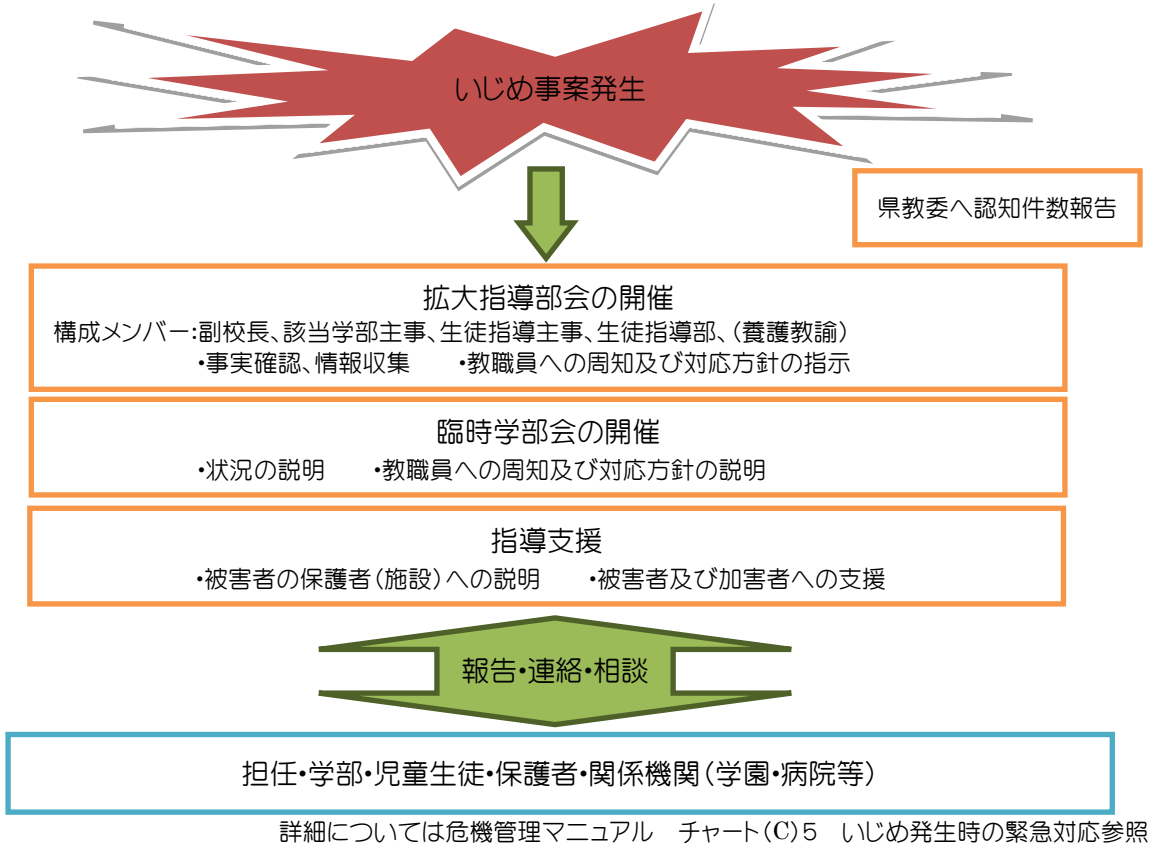 いじめ事案発生
県教委へ認知件数報告
拡大指導部会の開催
構成メンバー:副校長、該当学部主事、生徒指導主事、生徒指導部、(養護教諭)
・事実確認、情報収集　・教職員への周知及び対応方針の指示
臨時学部会の開催
・状況の説明　・教職員への周知及び対応方針の説明
指導支援
・被害者の保護者(施設)への説明　・被害者及び加害者への支援
報告・連絡・相談
担任・学部・児童生徒・保護者・関係機関(学園・病院等)
詳細については危機管理マニュアル　チャート(C)5　いじめ発生時の緊急対応参照